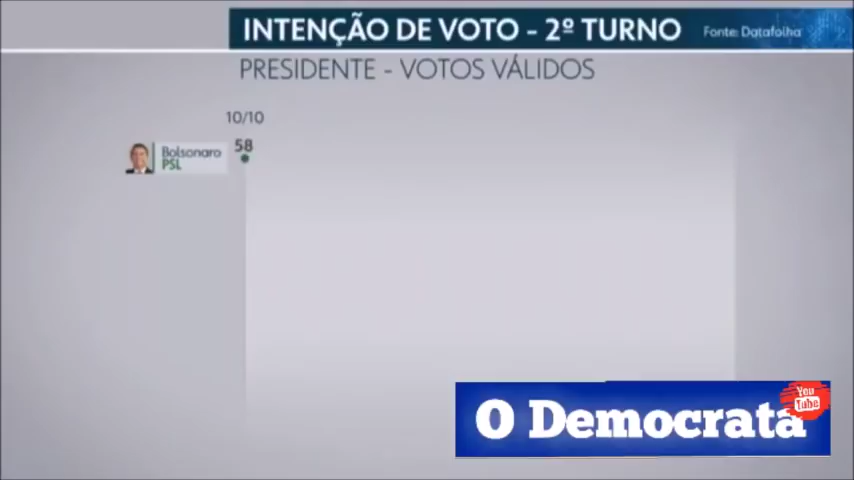 INTENÇÃO DE VOTO - 2º TURNO
Fonte: Datafolha
PRESIDENTE - VOTOS VÁLIDOS
10/10
58
Bolsonaro
PSL
O Democrata
You
Tube